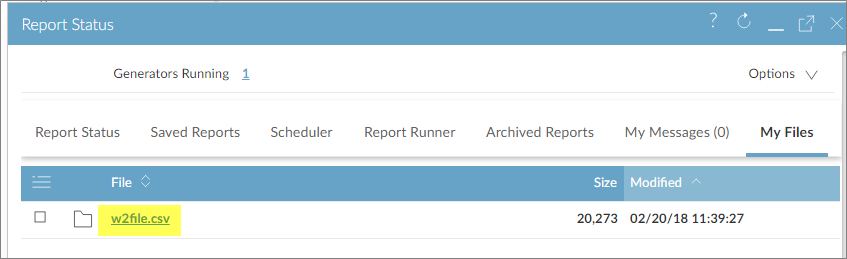 Report Status ?
Generators Running 1 Options
Report Status Saved Reports Scheduler Report Runner Archived Reports My Messages (0) My Files
File Size Modified
w2file.csv 20,273 02/20/18 11:39:27